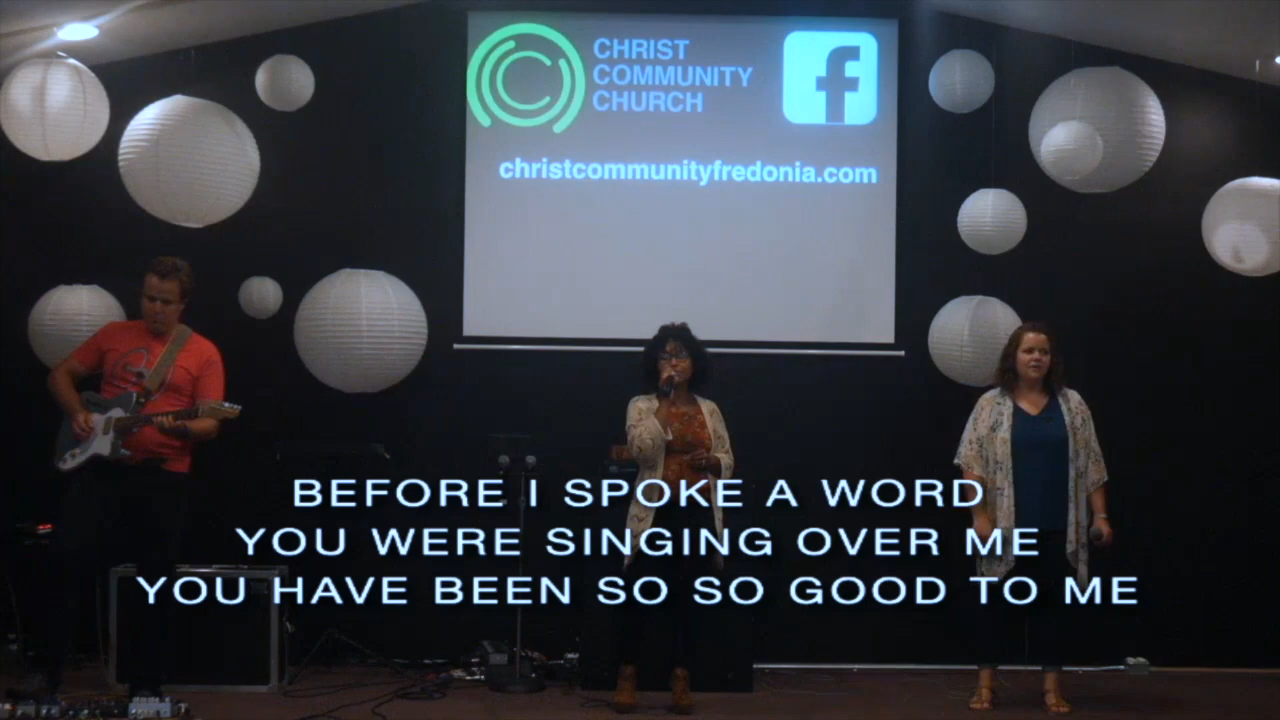 CHRIST
COMMUNITY
CHURCH
f
christcommunityfredonia.com
BEFORE I SPOKE A WORD
YOU WERE SINGING OVER ME
YOU HAVE BEEN SO SO GOOD TO ME